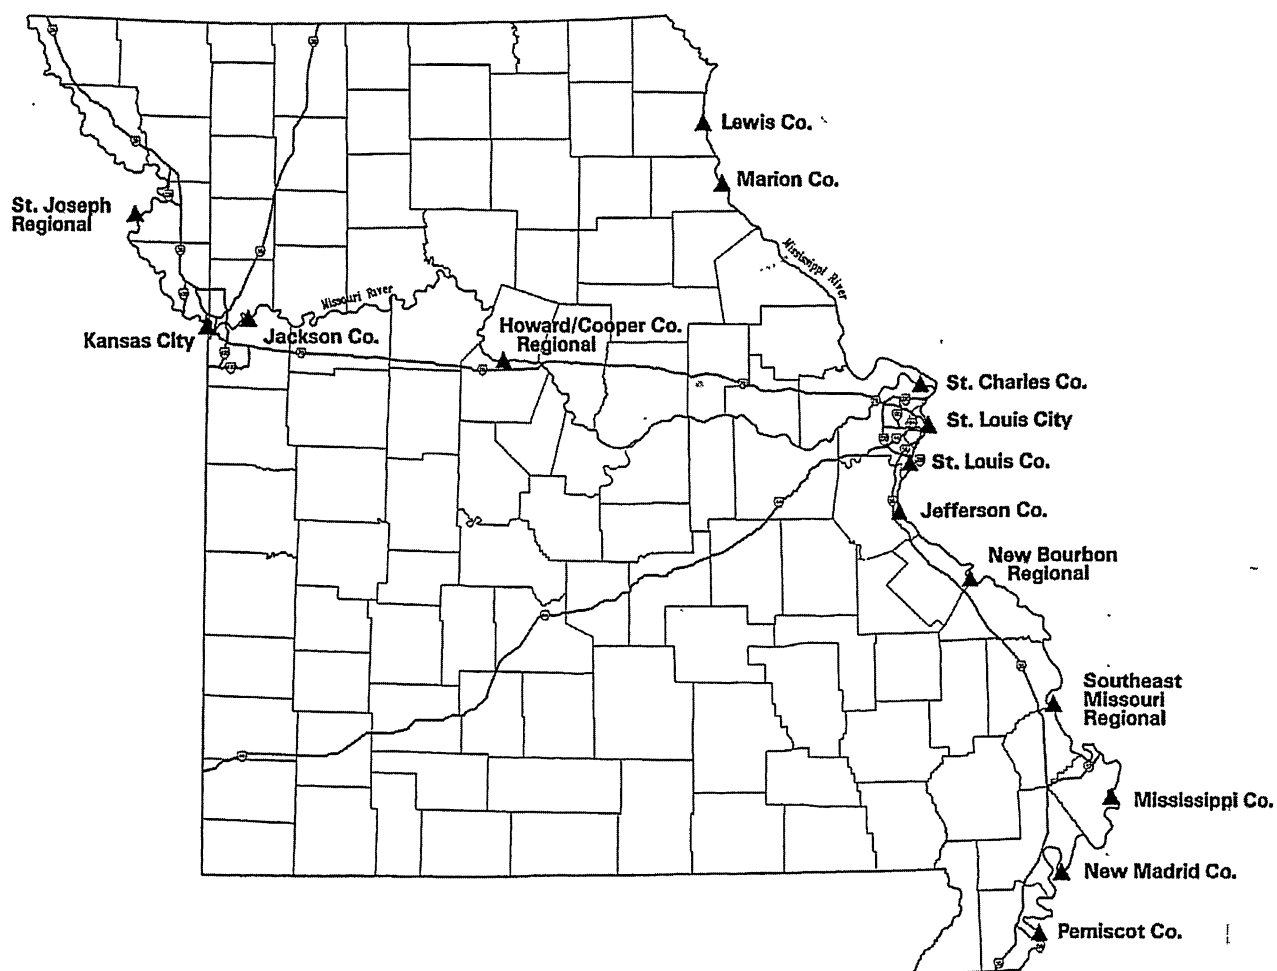 Lewis Co.
Marion Co.
St. Joseph
Regional
Mississippi River
Missouri River
Kansas City
Jackson Co.
Howard/Cooper Co.
Regional
St. Charles Co.
St. Louis City
St. Louis Co.
Jefferson Co.
New Bourbon
Regional
Southeast
Missouri
Regional
Mississippi Co.
New Madrid Co.
Pemiscot Co.